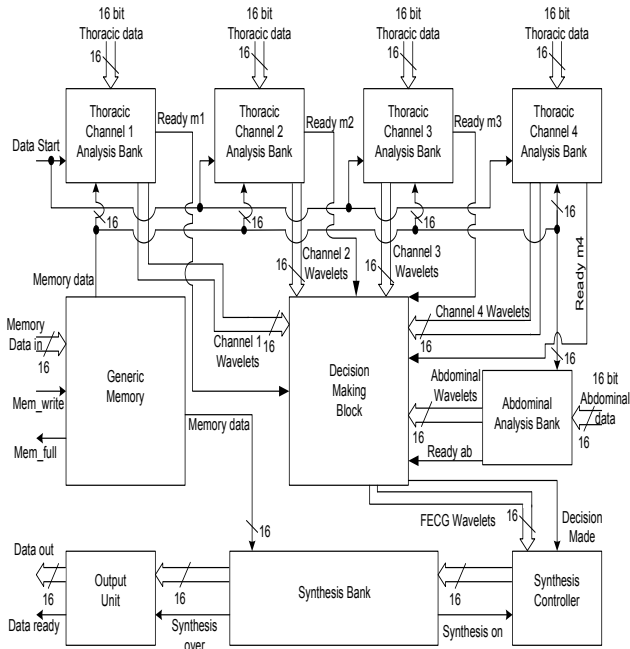 16 bit
Thoracic data
16 bit
Thoracic data
16 bit
Thoracic data
16 bit
Thoracic data
16
16
16
16
Thoracic
Channel 1
Analysis Bank
Ready m1
Thoracic
Channel 2
Analysis Bank
Ready m2
Thoracic
Channel 3
Analysis Bank
Ready m3
Thoracic
Channel 4
Analysis Bank
Data Start
16
16
16
16
Memory data
Channel 2
Wavelets
Channel 3
Wavelets
Ready m4
Memory
Data in
16
Mem_write
Mem_full
Generic
Memory
Channel 1
Wavelets
16
Decision
Making
Block
Channel 4 Wavelets
16
16
Abdominal
Wavelets
16
Ready ab
Abdominal
Analysis Bank
16 bit
Abdominal
data
16
Memory data
16
FECG Wavelets
16
Decision
Made
Data out
16
Data ready
Output
Unit
16
Synthesis
over
Synthesis Bank
16
Synthesis on
Synthesis
Controller